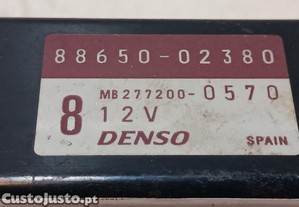 88650-02380
MB277200-0570
8 12V
DENSO SPAIN
Custojusto.pt